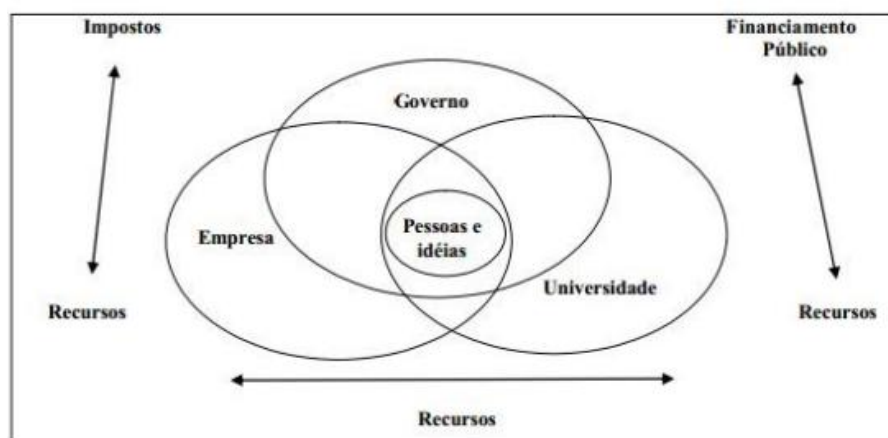 Impostos
Financiamento
Público
Governo
Empresa
Pessoas e
idéias
Universidade
Recursos
Recursos
Recursos